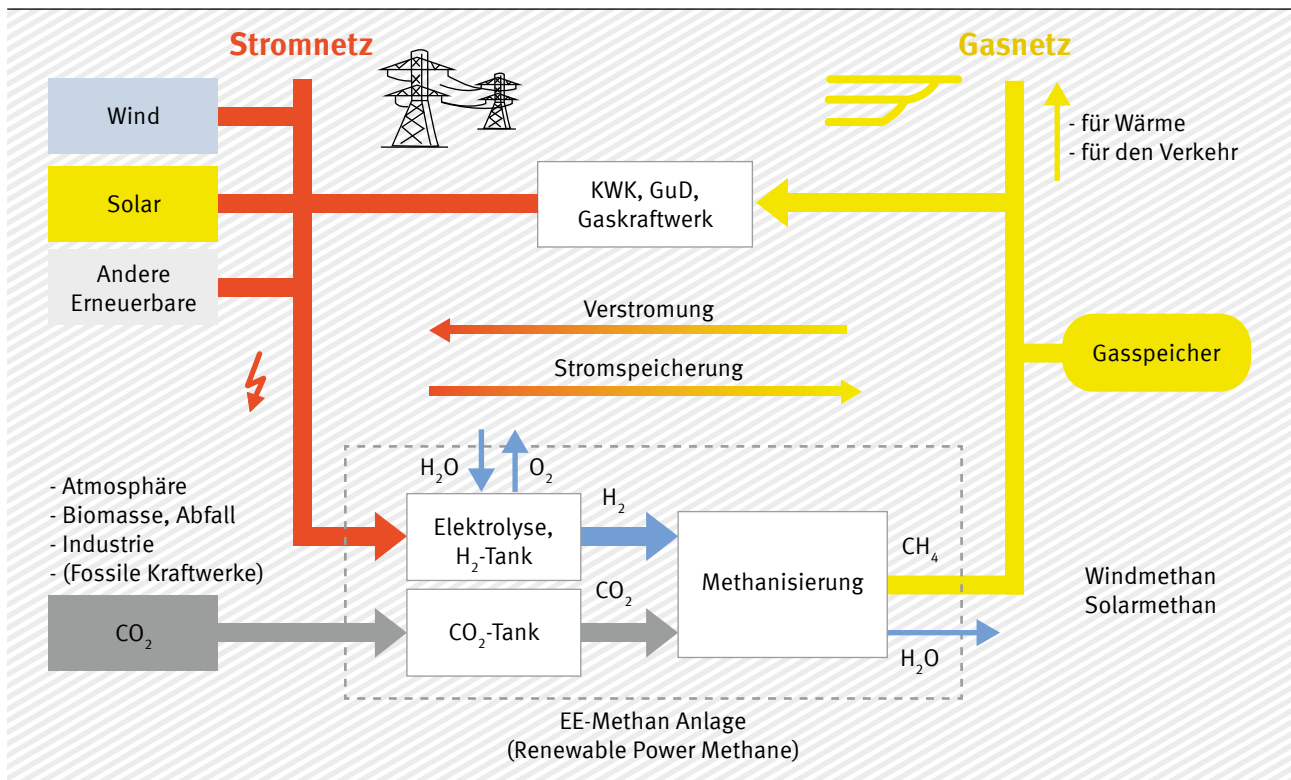 Stromnetz
Gasnetz
Wind
Solar
Andere
Erneuerbare
KWK, GuD,
Gaskraftwerk
- für Wärme
- für den Verkehr
Verstromung
Stromspeicherung
Gasspeicher
- Atmosphäre
- Biomasse, Abfall
- Industrie
- (Fossile Kraftwerke)
CO₂
H₂O
O₂
Elektrolyse,
H₂-Tank
H₂
CO₂-Tank
CO₂
Methanisierung
CH₄
H₂O
Windmethan
Solarmethan
EE-Methan Anlage
(Renewable Power Methane)